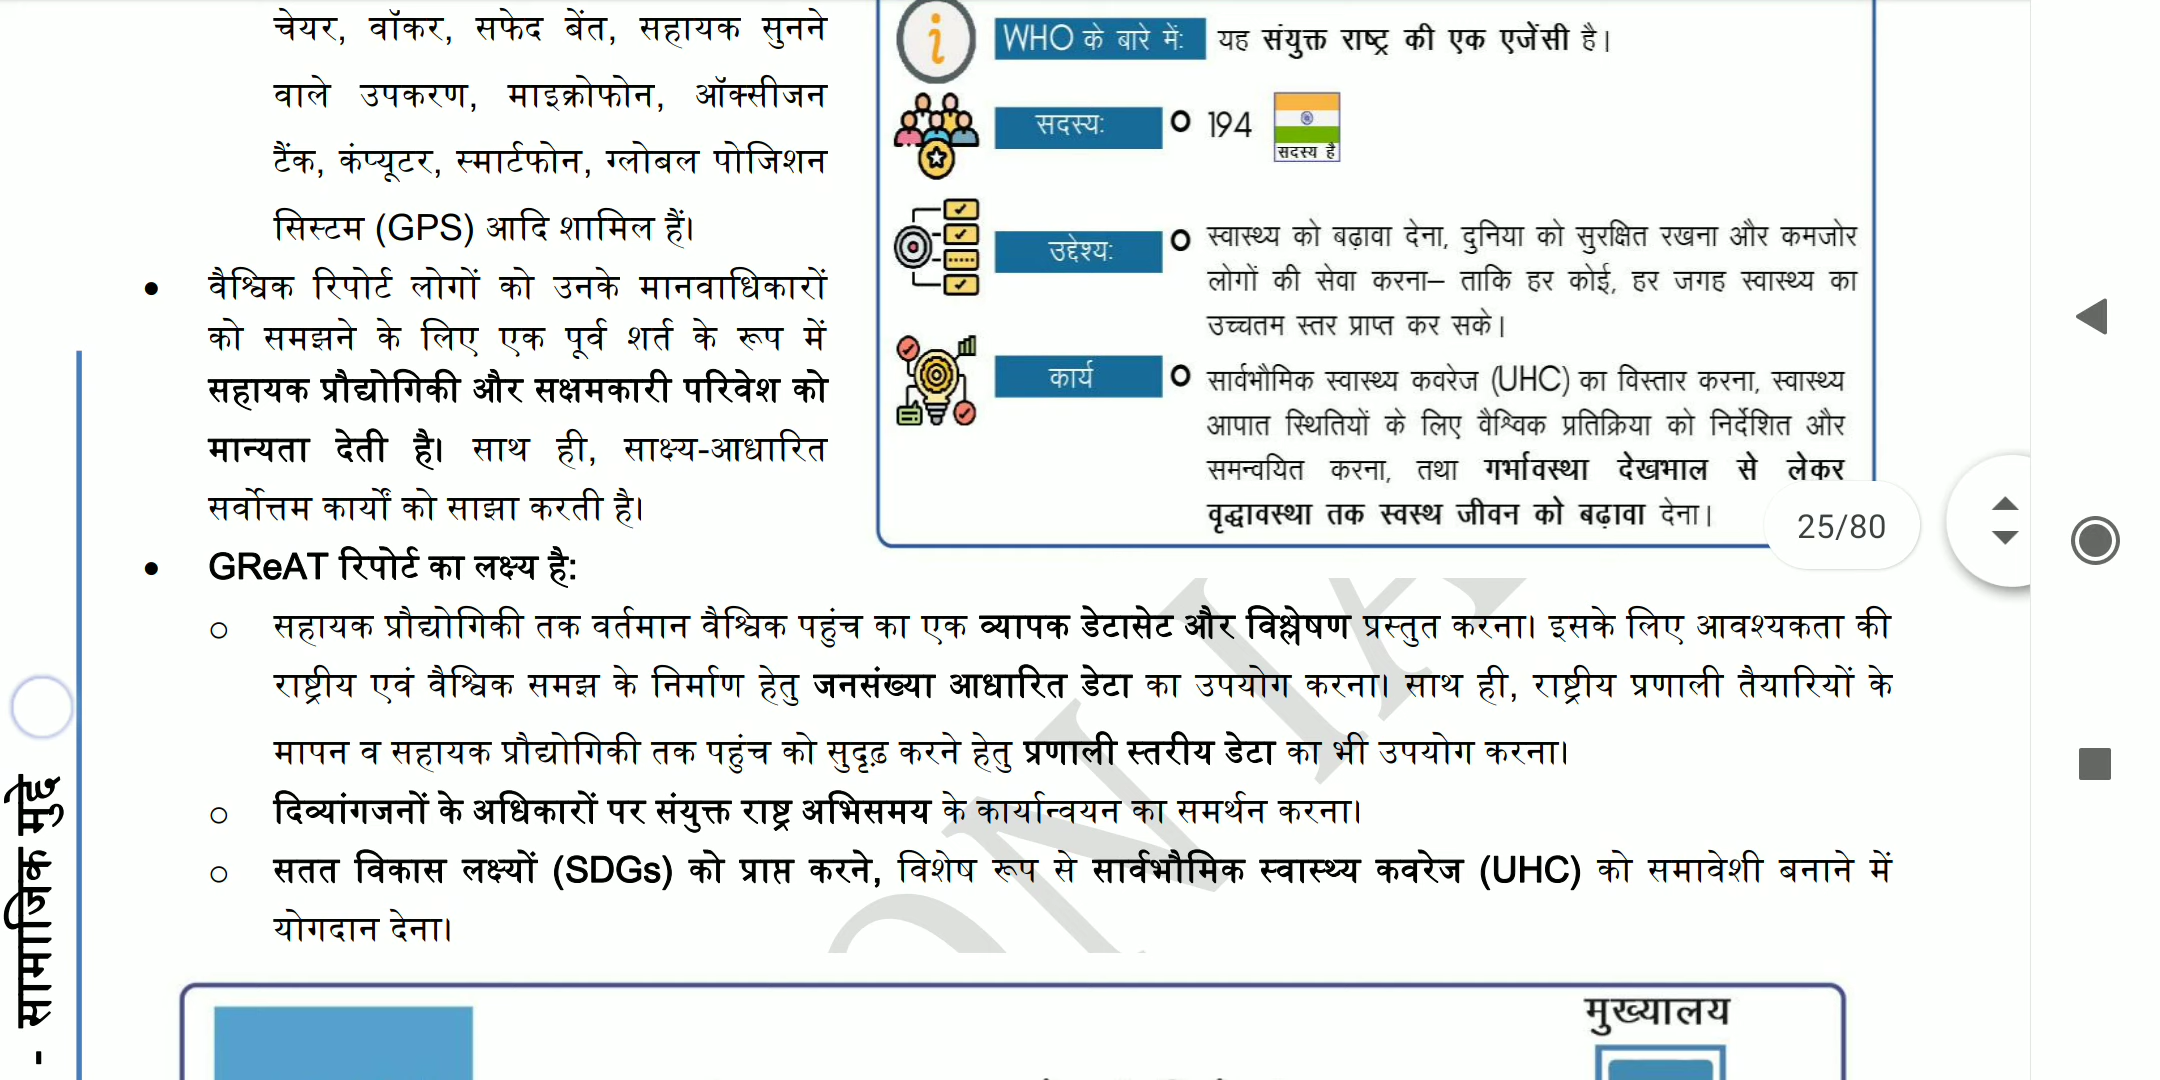 चेयर, वॉकर, सफेद बेंत, सहायक सुनने
वाले उपकरण, माइक्रोफोन, ऑक्सीजन
टैंक, कंप्यूटर, स्मार्टफोन, ग्लोबल पोजिशन
सिस्टम (GPS) आदि शामिल हैं।
• वैश्विक रिपोर्ट लोगों को उनके मानवाधिकारों
को समझने के लिए एक पूर्व शर्त के रूप में
सहायक प्रौद्योगिकी और सक्षमकारी परिवेश को
मान्यता देती है। साथ ही, साक्ष्य-आधारित
सर्वोत्तम कार्यों को साझा करती है।
WHO के बारे में: यह संयुक्त राष्ट्र की एक एजेंसी है।
सदस्य: 194
सदस्य है
उद्देश्य: स्वास्थ्य को बढ़ावा देना, दुनिया को सुरक्षित रखना और कमजोर
लोगों की सेवा करना– ताकि हर कोई, हर जगह स्वास्थ्य का
उच्चतम स्तर प्राप्त कर सके।
कार्य सार्वभौमिक स्वास्थ्य कवरेज (UHC) का विस्तार करना, स्वास्थ्य
आपात स्थितियों के लिए वैश्विक प्रतिक्रिया को निर्देशित और
समन्वयित करना, तथा गर्भावस्था देखभाल से लेकर
वृद्धावस्था तक स्वस्थ जीवन को बढ़ावा देना।
25/80
• GReAT रिपोर्ट का लक्ष्य है:
○ सहायक प्रौद्योगिकी तक वर्तमान वैश्विक पहुंच का एक व्यापक डेटासेट और विश्लेषण प्रस्तुत करना। इसके लिए आवश्यकता की
राष्ट्रीय एवं वैश्विक समझ के निर्माण हेतु जनसंख्या आधारित डेटा का उपयोग करना। साथ ही, राष्ट्रीय प्रणाली तैयारियों के
मापन व सहायक प्रौद्योगिकी तक पहुंच को सुदृढ़ करने हेतु प्रणाली स्तरीय डेटा का भी उपयोग करना।
○ दिव्यांगजनों के अधिकारों पर संयुक्त राष्ट्र अभिसमय के कार्यान्वयन का समर्थन करना।
○ सतत विकास लक्ष्यों (SDGs) को प्राप्त करने, विशेष रूप से सार्वभौमिक स्वास्थ्य कवरेज (UHC) को समावेशी बनाने में
योगदान देना।
मुख्यालय
- सामाजिक मुद्दे